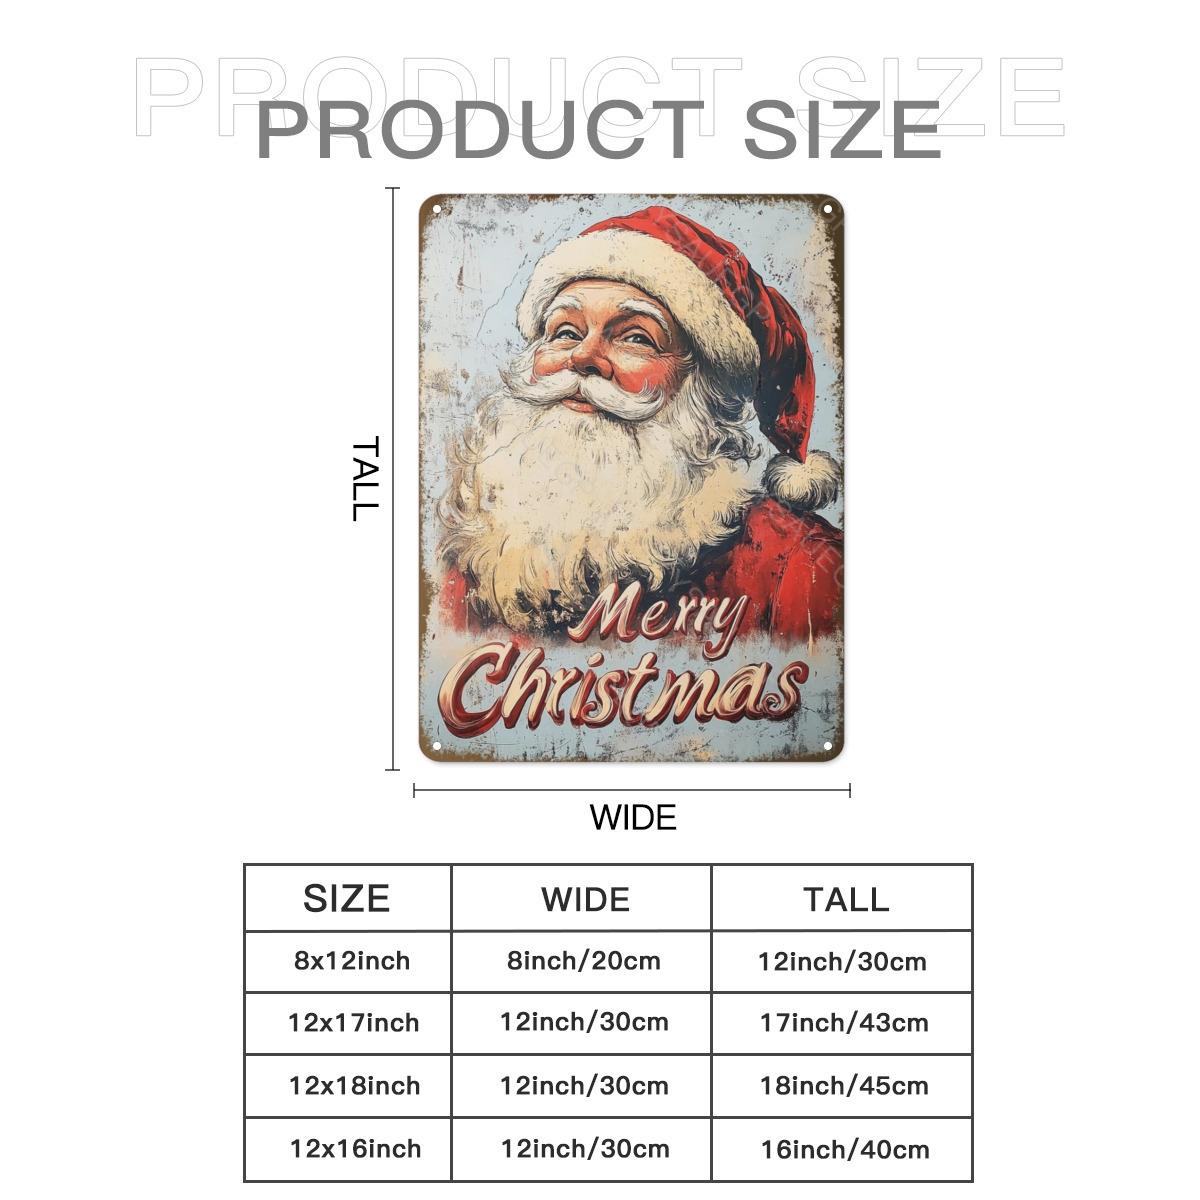 PRODUCT SIZE
PRODUCT SIZE
TALL
Merry
Christmas
WIDE
SIZE WIDE TALL
8x12inch 8inch/20cm 12inch/30cm
12x17inch 12inch/30cm 17inch/43cm
12x18inch 12inch/30cm 18inch/45cm
12x16inch 12inch/30cm 16inch/40cm